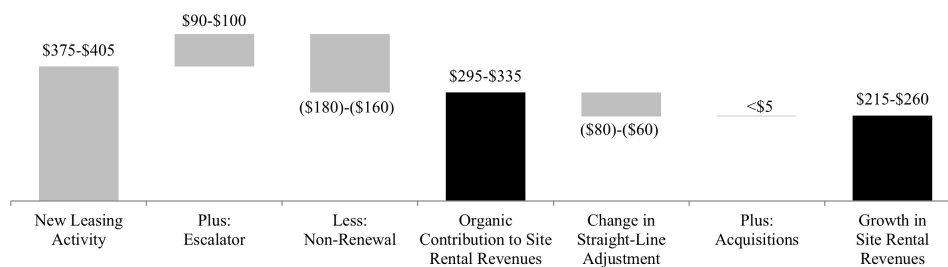 $90-$100
$375-$405
$295-$335
($180)-($160)
<$5
$215-$260
($80)-($60)
New Leasing
Activity
Plus:
Escalator
Less:
Non-Renewal
Organic
Contribution to Site
Rental Revenues
Change in
Straight-Line
Adjustment
Plus:
Acquisitions
Growth in
Site Rental
Revenues